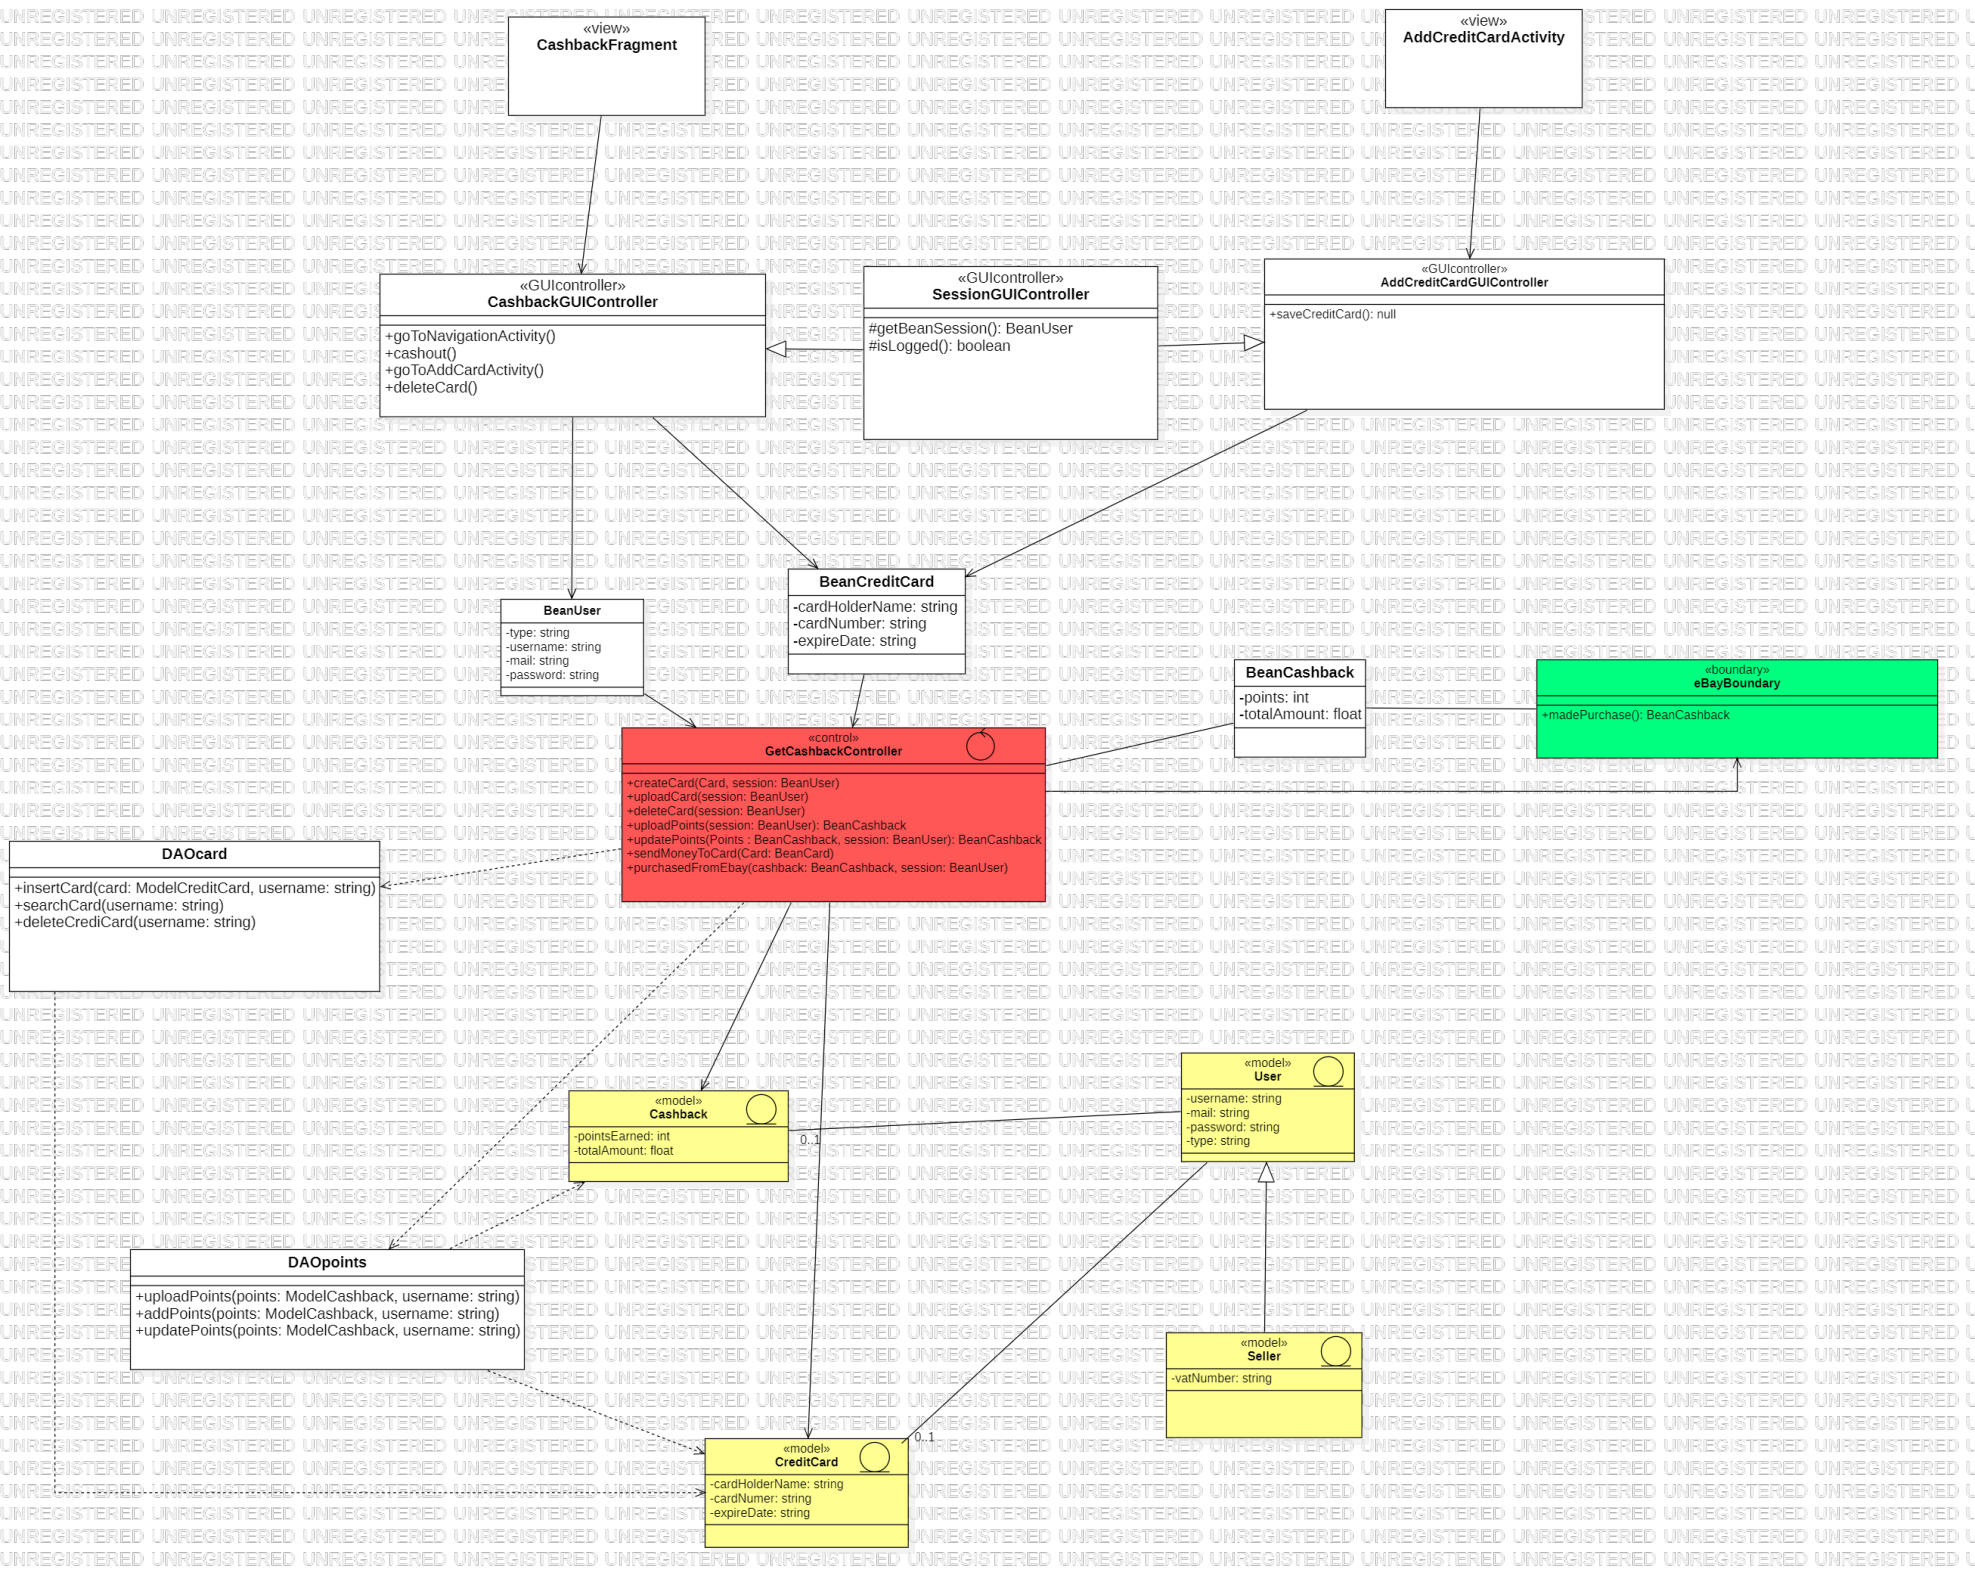 «view»
CashbackFragment
«view»
AddCreditCardActivity
«GUIcontroller»
CashbackGUIController
+goToNavigationActivity()
+cashout()
+goToAddCardActivity()
+deleteCard()
«GUIcontroller»
SessionGUIController
#getBeanSession(): BeanUser
#isLogged(): boolean
«GUIcontroller»
AddCreditCardGUIController
+saveCreditCard(): null
BeanUser
-type: string
-username: string
-mail: string
-password: string
BeanCreditCard
-cardHolderName: string
-cardNumber: string
-expireDate: string
BeanCashback
-points: int
-totalAmount: float
«boundary»
eBayBoundary
+madePurchase(): BeanCashback
«control»
GetCashbackController
+createCard(Card, session: BeanUser)
+uploadCard(session: BeanUser)
+deleteCard(session: BeanUser)
+uploadPoints(session: BeanUser): BeanCashback
+updatePoints(Points : BeanCashback, session: BeanUser): BeanCashback
+sendMoneyToCard(Card: BeanCard)
+purchasedFromEbay(cashback: BeanCashback, session: BeanUser)
DAOcard
+insertCard(card: ModelCreditCard, username: string)
+searchCard(username: string)
+deleteCrediCard(username: string)
«model»
Cashback
-pointsEarned: int
-totalAmount: float
0..1
«model»
User
-username: string
-mail: string
-password: string
-type: string
DAOpoints
+uploadPoints(points: ModelCashback, username: string)
+addPoints(points: ModelCashback, username: string)
+updatePoints(points: ModelCashback, username: string)
«model»
Seller
-vatNumber: string
«model»
CreditCard
-cardHolderName: string
-cardNumer: string
-expireDate: string
0..1
UNREGISTERED